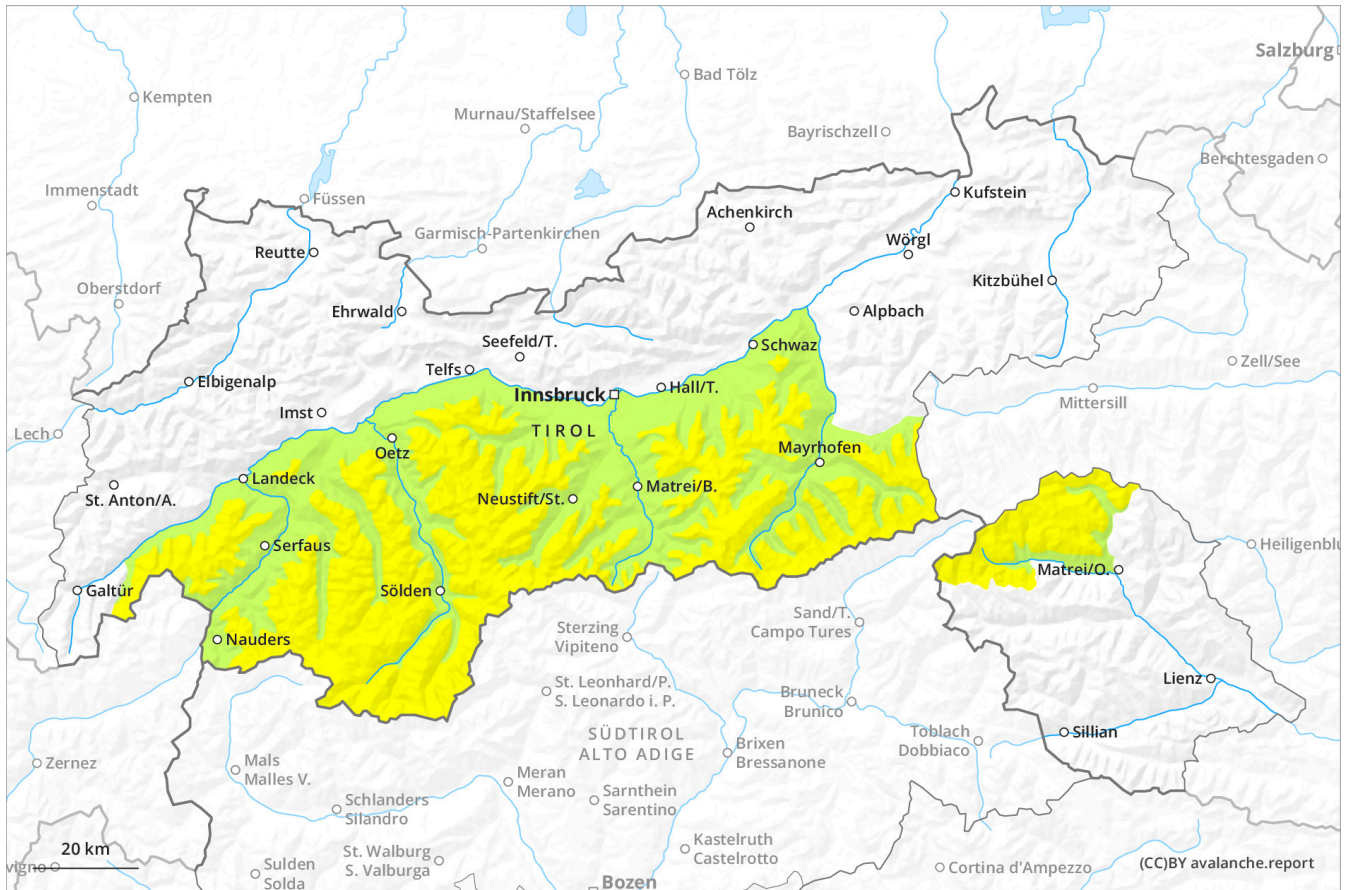 Salzburg
Bad Tölz
Kempten
Murnau/Staffelsee
Bayrischzell
Berchtesgaden
Immenstadt
Füssen
Kufstein
Achenkirch
Garmisch-Partenkirchen
Wörgl
Reutte
Kitzbühel
Oberstdorf
Ehrwald
Alpbach
Seefeld/T.
Schwaz
Zell/See
Telfs
Elbigenalp
Hall/T.
Innsbruck
Mittersill
Imst
TIROL
Lech
Oetz
Mayrhofen
Landeck
Matrei/B.
St. Anton/A.
Neustift/St.
Serfaus
Heiligenblu
Matrei/O.
Galtür
Sölden
Sand/T.
Campo Tures
Sterzing
Vipiteno
Nauders
Lienz
St. Leonhard/P.
S. Leonardo i. P.
Bruneck
Brunico
SÜDTIROL
ALTO ADIGE
Toblach
Dobbiaco
Sillian
Brixen
Bressanone
Zernez
Mals
Malles V.
Meran
Merano
Sarnthein
Sarentino
Schlanders
Silandro
Kastelruth
Castelrotto
20 km
St. Walburg
S. Valburga
vigno
Sulden
Solda
Cortina d'Ampezzo
(CC)BY avalanche.report
Bozen